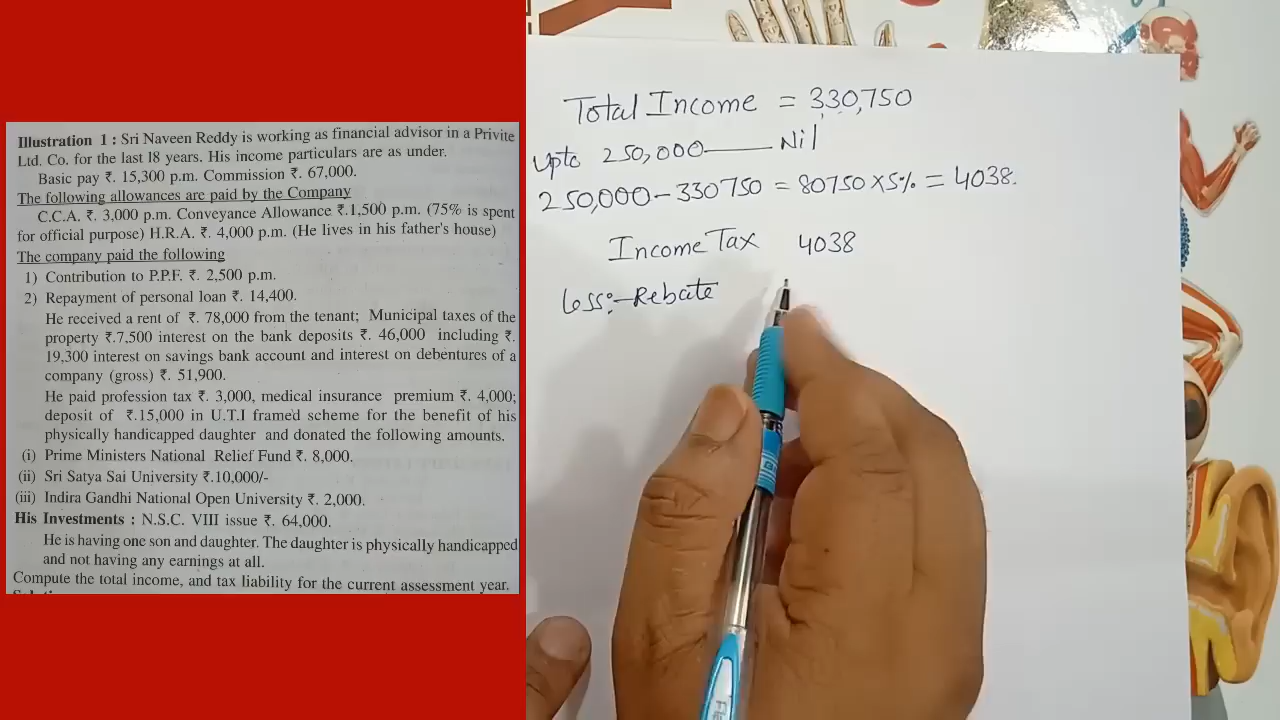 Illustration 1 : Sri Naveen Reddy is working as financial advisor in a Privite
Ltd. Co. for the last 18 years. His income particulars are as under.
Basic pay ₹. 15,300 p.m. Commission ₹. 67,000.
The following allowances are paid by the Company
C.C.A. ₹. 3,000 p.m. Conveyance Allowance ₹.1,500 p.m. (75% is spent
for official purpose) H.R.A. ₹. 4,000 p.m. (He lives in his father's house)
The company paid the following
1) Contribution to P.P.F. ₹. 2,500 p.m.
2) Repayment of personal loan ₹. 14,400.
He received a rent of ₹. 78,000 from the tenant; Municipal taxes of the
property ₹.7,500 interest on the bank deposits ₹. 46,000 including ₹.
19,300 interest on savings bank account and interest on debentures of a
company (gross) ₹. 51,900.
He paid profession tax ₹. 3,000, medical insurance premium ₹. 4,000;
deposit of ₹.15,000 in U.T.I framed scheme for the benefit of his
physically handicapped daughter and donated the following amounts.
(i) Prime Ministers National Relief Fund ₹. 8,000.
(ii) Sri Satya Sai University ₹.10,000/-
(iii) Indira Gandhi National Open University ₹. 2,000.
His Investments : N.S.C. VIII issue ₹. 64,000.
He is having one son and daughter. The daughter is physically handicapped
and not having any earnings at all.
Compute the total income, and tax liability for the current assessment year.
Total Income = 330,750
Upto 250,000 —— Nil
250,000 - 330750 = 80750 × 5% = 4038.
Income Tax 4038
Less:- Rebate